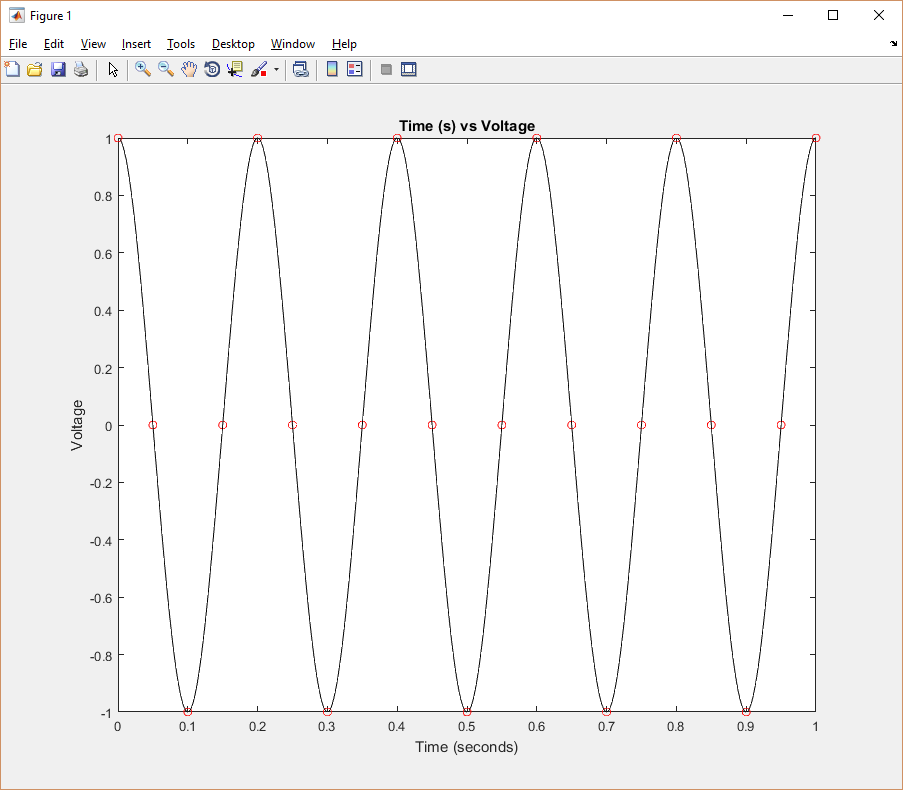 Figure 1
File Edit View Insert Tools Desktop Window Help
Time (s) vs Voltage
1
0.8
0.6
0.4
0.2
0
-0.2
-0.4
-0.6
-0.8
-1
Voltage
0 0.1 0.2 0.3 0.4 0.5 0.6 0.7 0.8 0.9 1
Time (seconds)